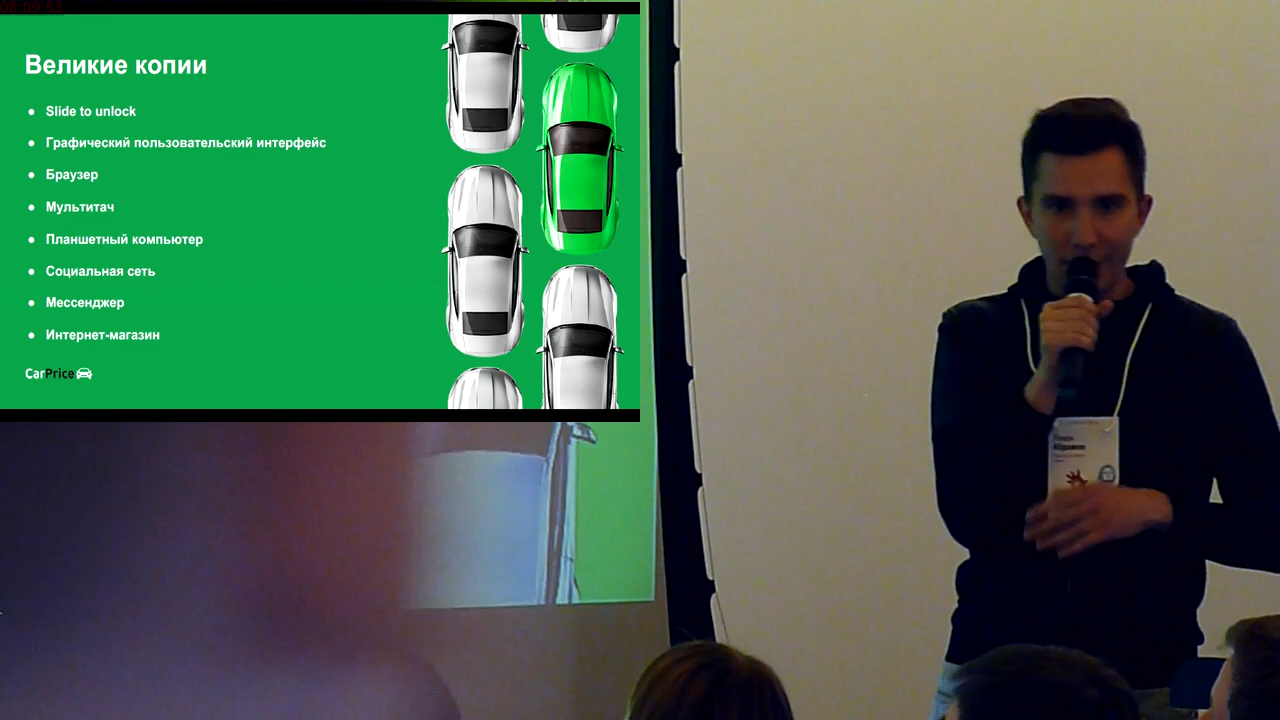 Великие копии
Slide to unlock
Графический пользовательский интерфейс
Браузер
Мультитач
Планшетный компьютер
Социальная сеть
Мессенджер
Интернет-магазин
CarPrice